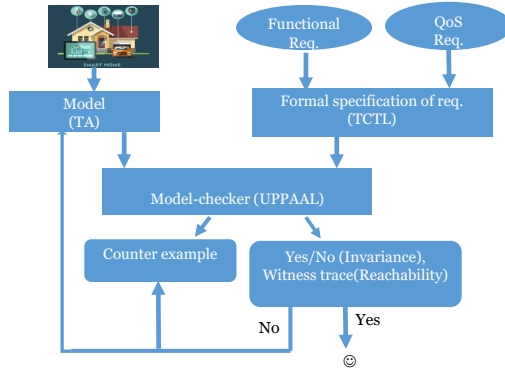 Functional
Req.
QoS
Req.
SMART HOME
Model
(TA)
Formal specification of req.
(TCTL)
Model-checker (UPPAAL)
Counter example
Yes/No (Invariance),
Witness trace(Reachability)
No
Yes